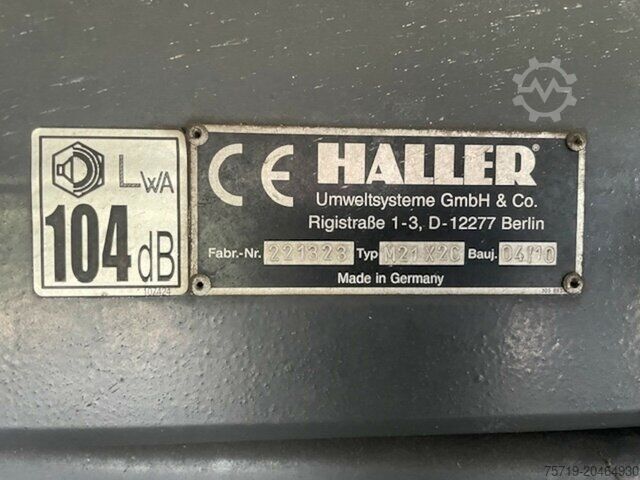 LWA
104 dB
107424
CE HALLER®
Umweltsysteme GmbH & Co.
Rigistraße 1-3, D-12277 Berlin
Fabr.-Nr. 221323 Typ M21X2C Bauj. 04/10
Made in Germany
75719-20464930